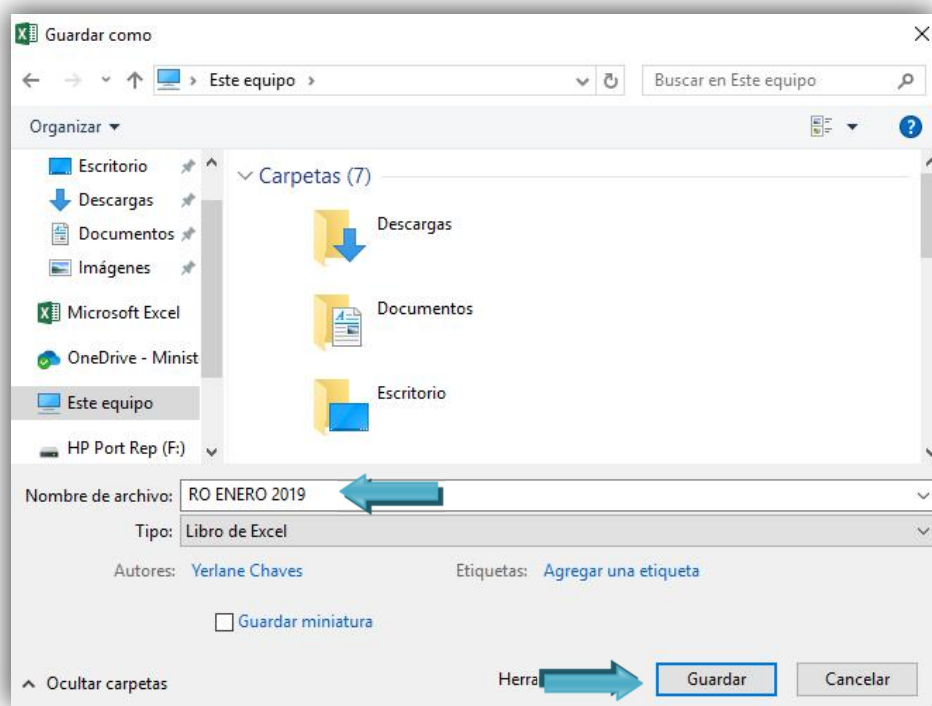 Guardar como
Este equipo
Buscar en Este equipo
Organizar
Escritorio
Descargas
Documentos
Imágenes
Microsoft Excel
OneDrive - Minist
Este equipo
HP Port Rep (F:)
Carpetas (7)
Descargas
Documentos
Escritorio
Nombre de archivo: RO ENERO 2019
Tipo: Libro de Excel
Autores: Yerlane Chaves Etiquetas: Agregar una etiqueta
Guardar miniatura
Ocultar carpetas Guardar Cancelar